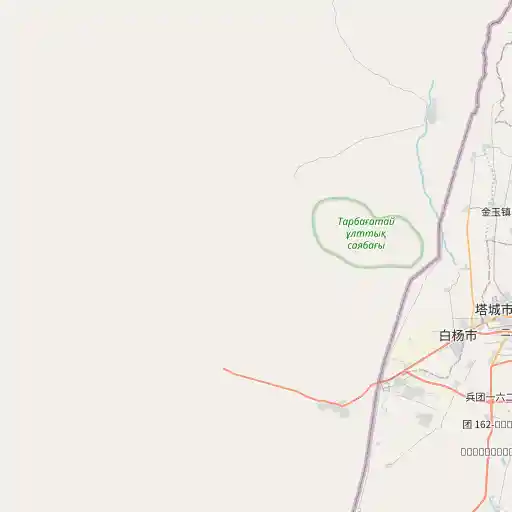 Тарбағатай
ұлттық
саябағы
金玉镇
塔城市
白杨市
兵团一六二
团 162-